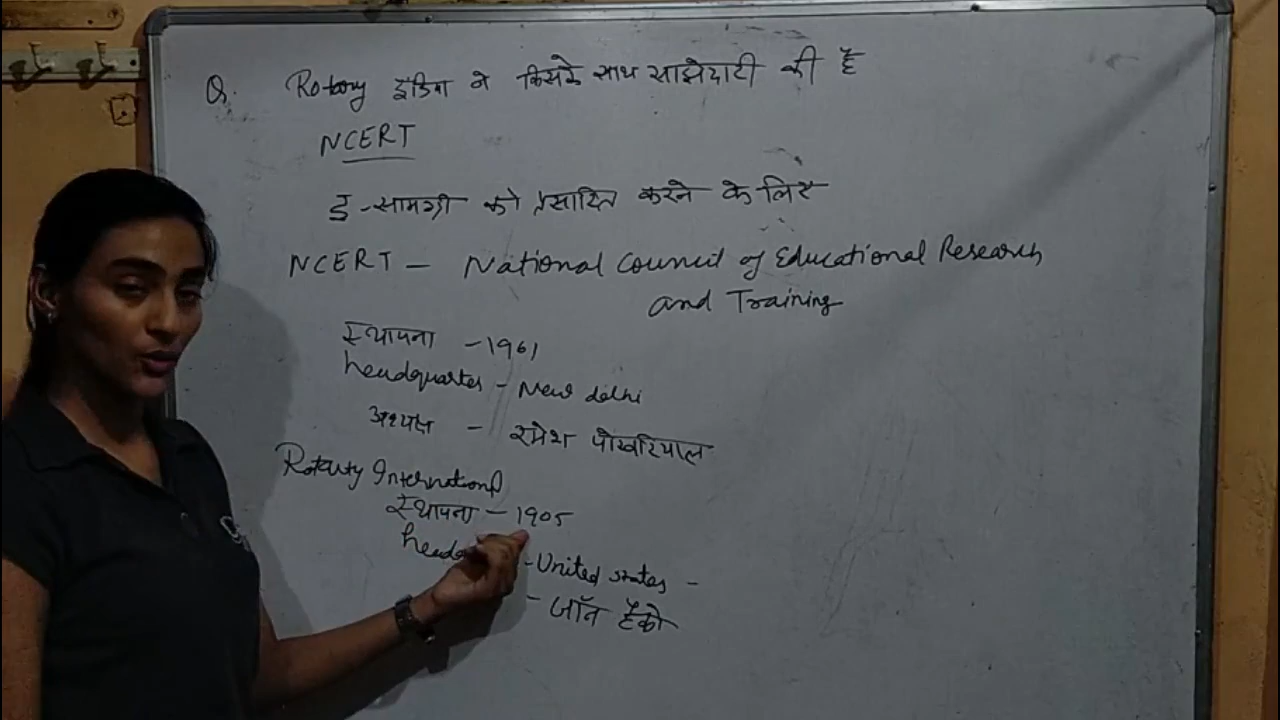 Q. Rotary इंडिया ने किसके साथ साझेदारी की है
NCERT
ई-सामग्री को प्रसारित करने के लिए
NCERT – National Council of Educational Research
and Training
स्थापना – 1961
headquarter – New delhi
अध्यक्ष – रमेश पोखरियाल
Rotary International
स्थापना – 1905
– United states –
– जॉन हैको